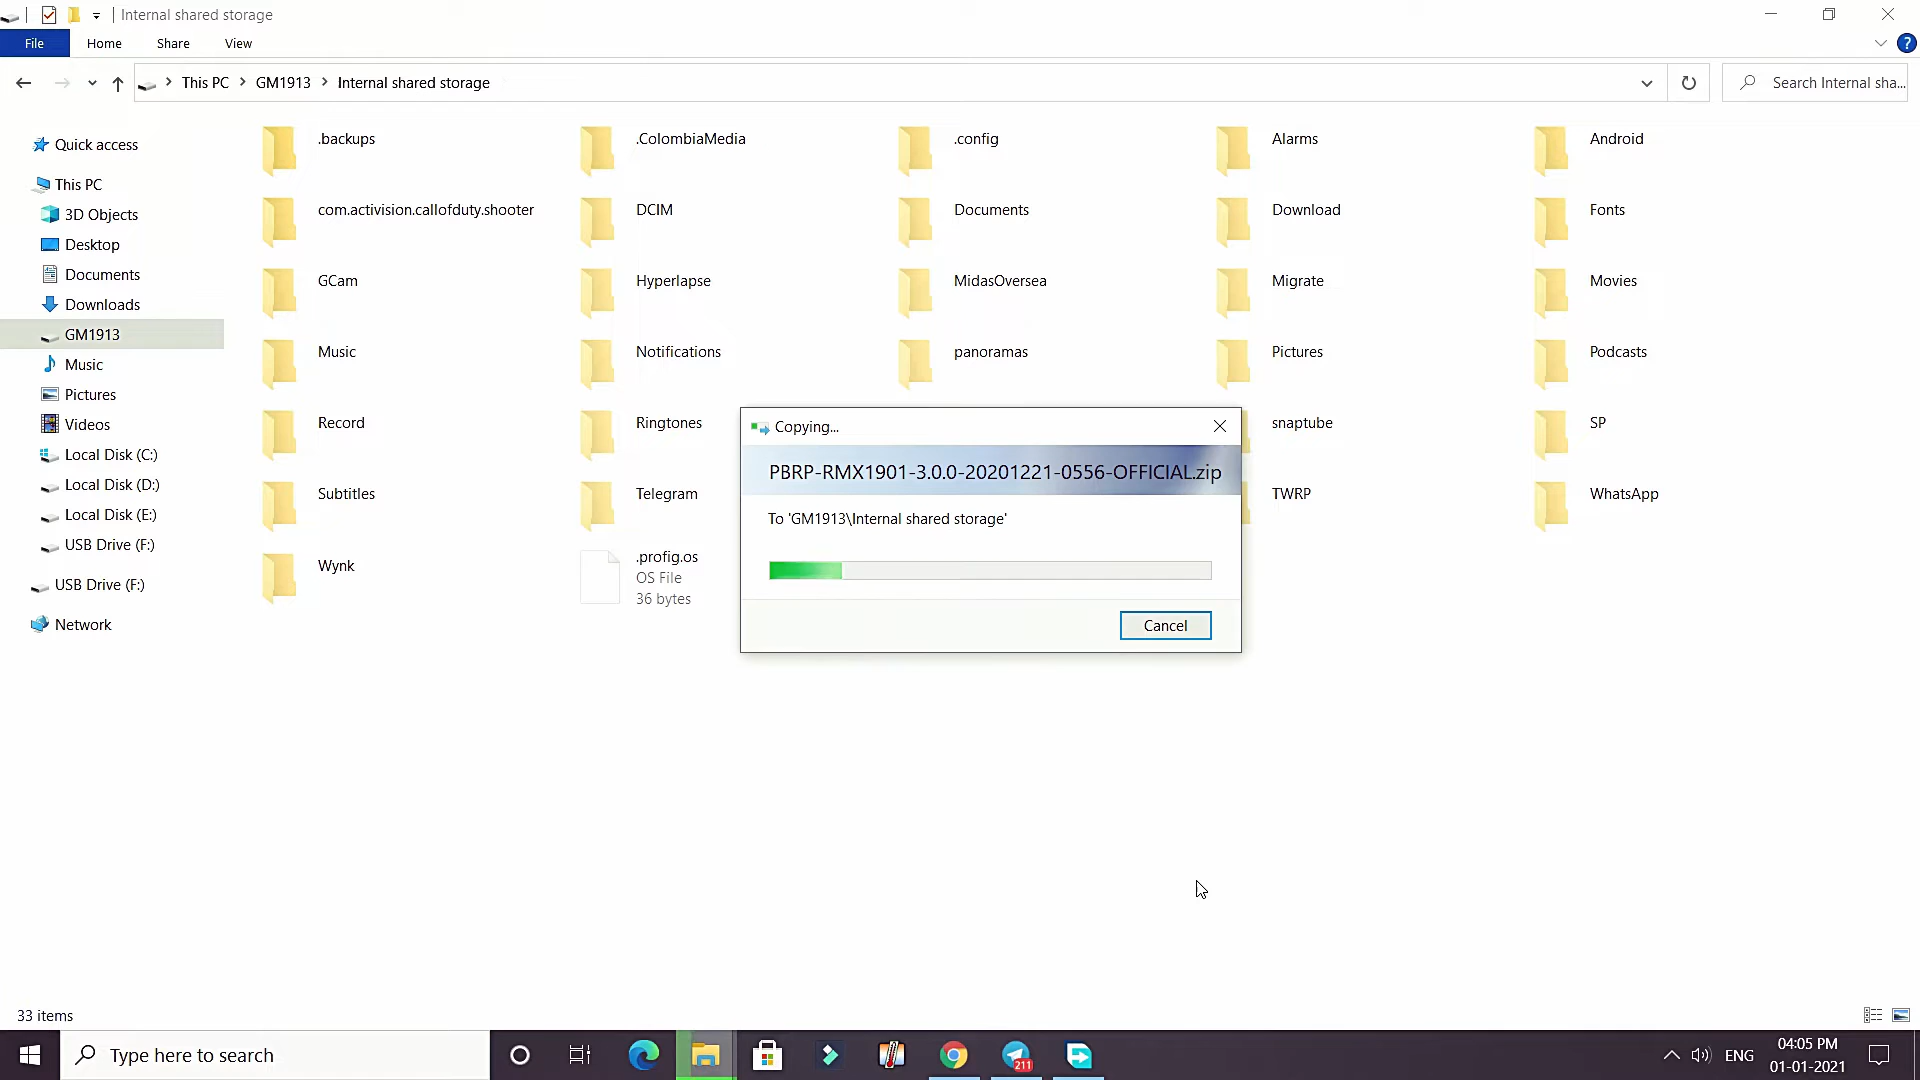 Internal shared storage
File Home Share View
?
This PC GM1913 Internal shared storage
Search Internal sha...
Quick access
This PC
3D Objects
Desktop
Documents
Downloads
GM1913
Music
Pictures
Videos
Local Disk (C:)
Local Disk (D:)
Local Disk (E:)
USB Drive (F:)
USB Drive (F:)
Network
.backups .ColombiaMedia .config Alarms Android
com.activision.callofduty.shooter DCIM Documents Download Fonts
GCam Hyperlapse MidasOversea Migrate Movies
Music Notifications panoramas Pictures Podcasts
Record Ringtones snaptube SP
Subtitles Telegram TWRP WhatsApp
Wynk .profig.os
OS File
36 bytes
Copying...
PBRP-RMX1901-3.0.0-20201221-0556-OFFICIAL.zip
To 'GM1913\Internal shared storage'
Cancel
33 items
Type here to search
211
ENG
04:05 PM
01-01-2021